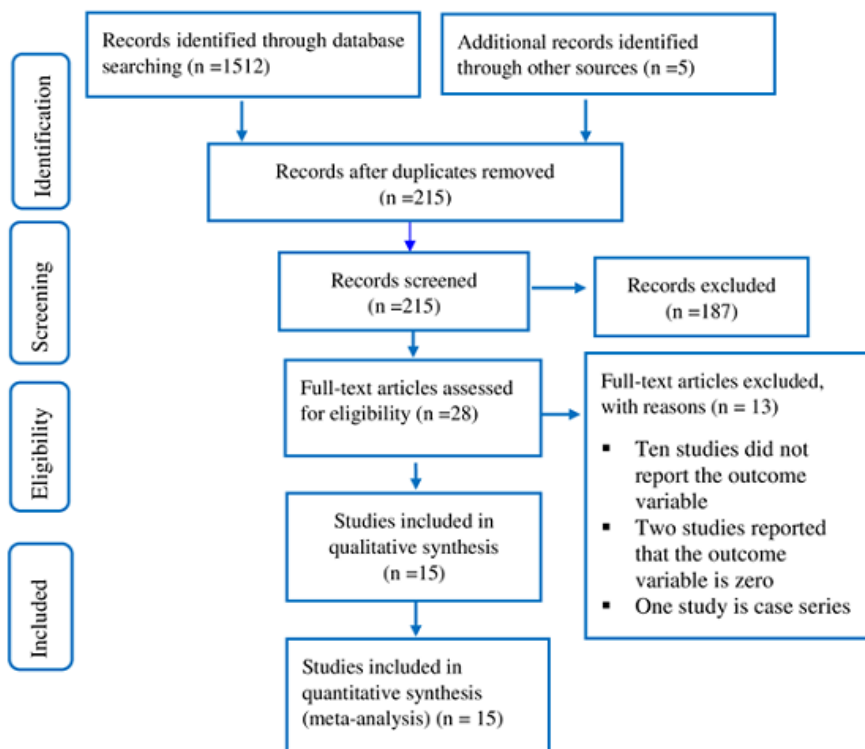 Records identified through database
searching (n =1512)
Additional records identified
through other sources (n =5)
Identification
Records after duplicates removed
(n =215)
Screening
Records screened
(n =215)
Records excluded
(n =187)
Eligibility
Full-text articles assessed
for eligibility (n =28)
Full-text articles excluded,
with reasons (n = 13)
▪ Ten studies did not
report the outcome
variable
▪ Two studies reported
that the outcome
variable is zero
▪ One study is case series
Studies included in
qualitative synthesis
(n =15)
Included
Studies included in
quantitative synthesis
(meta-analysis) (n = 15)